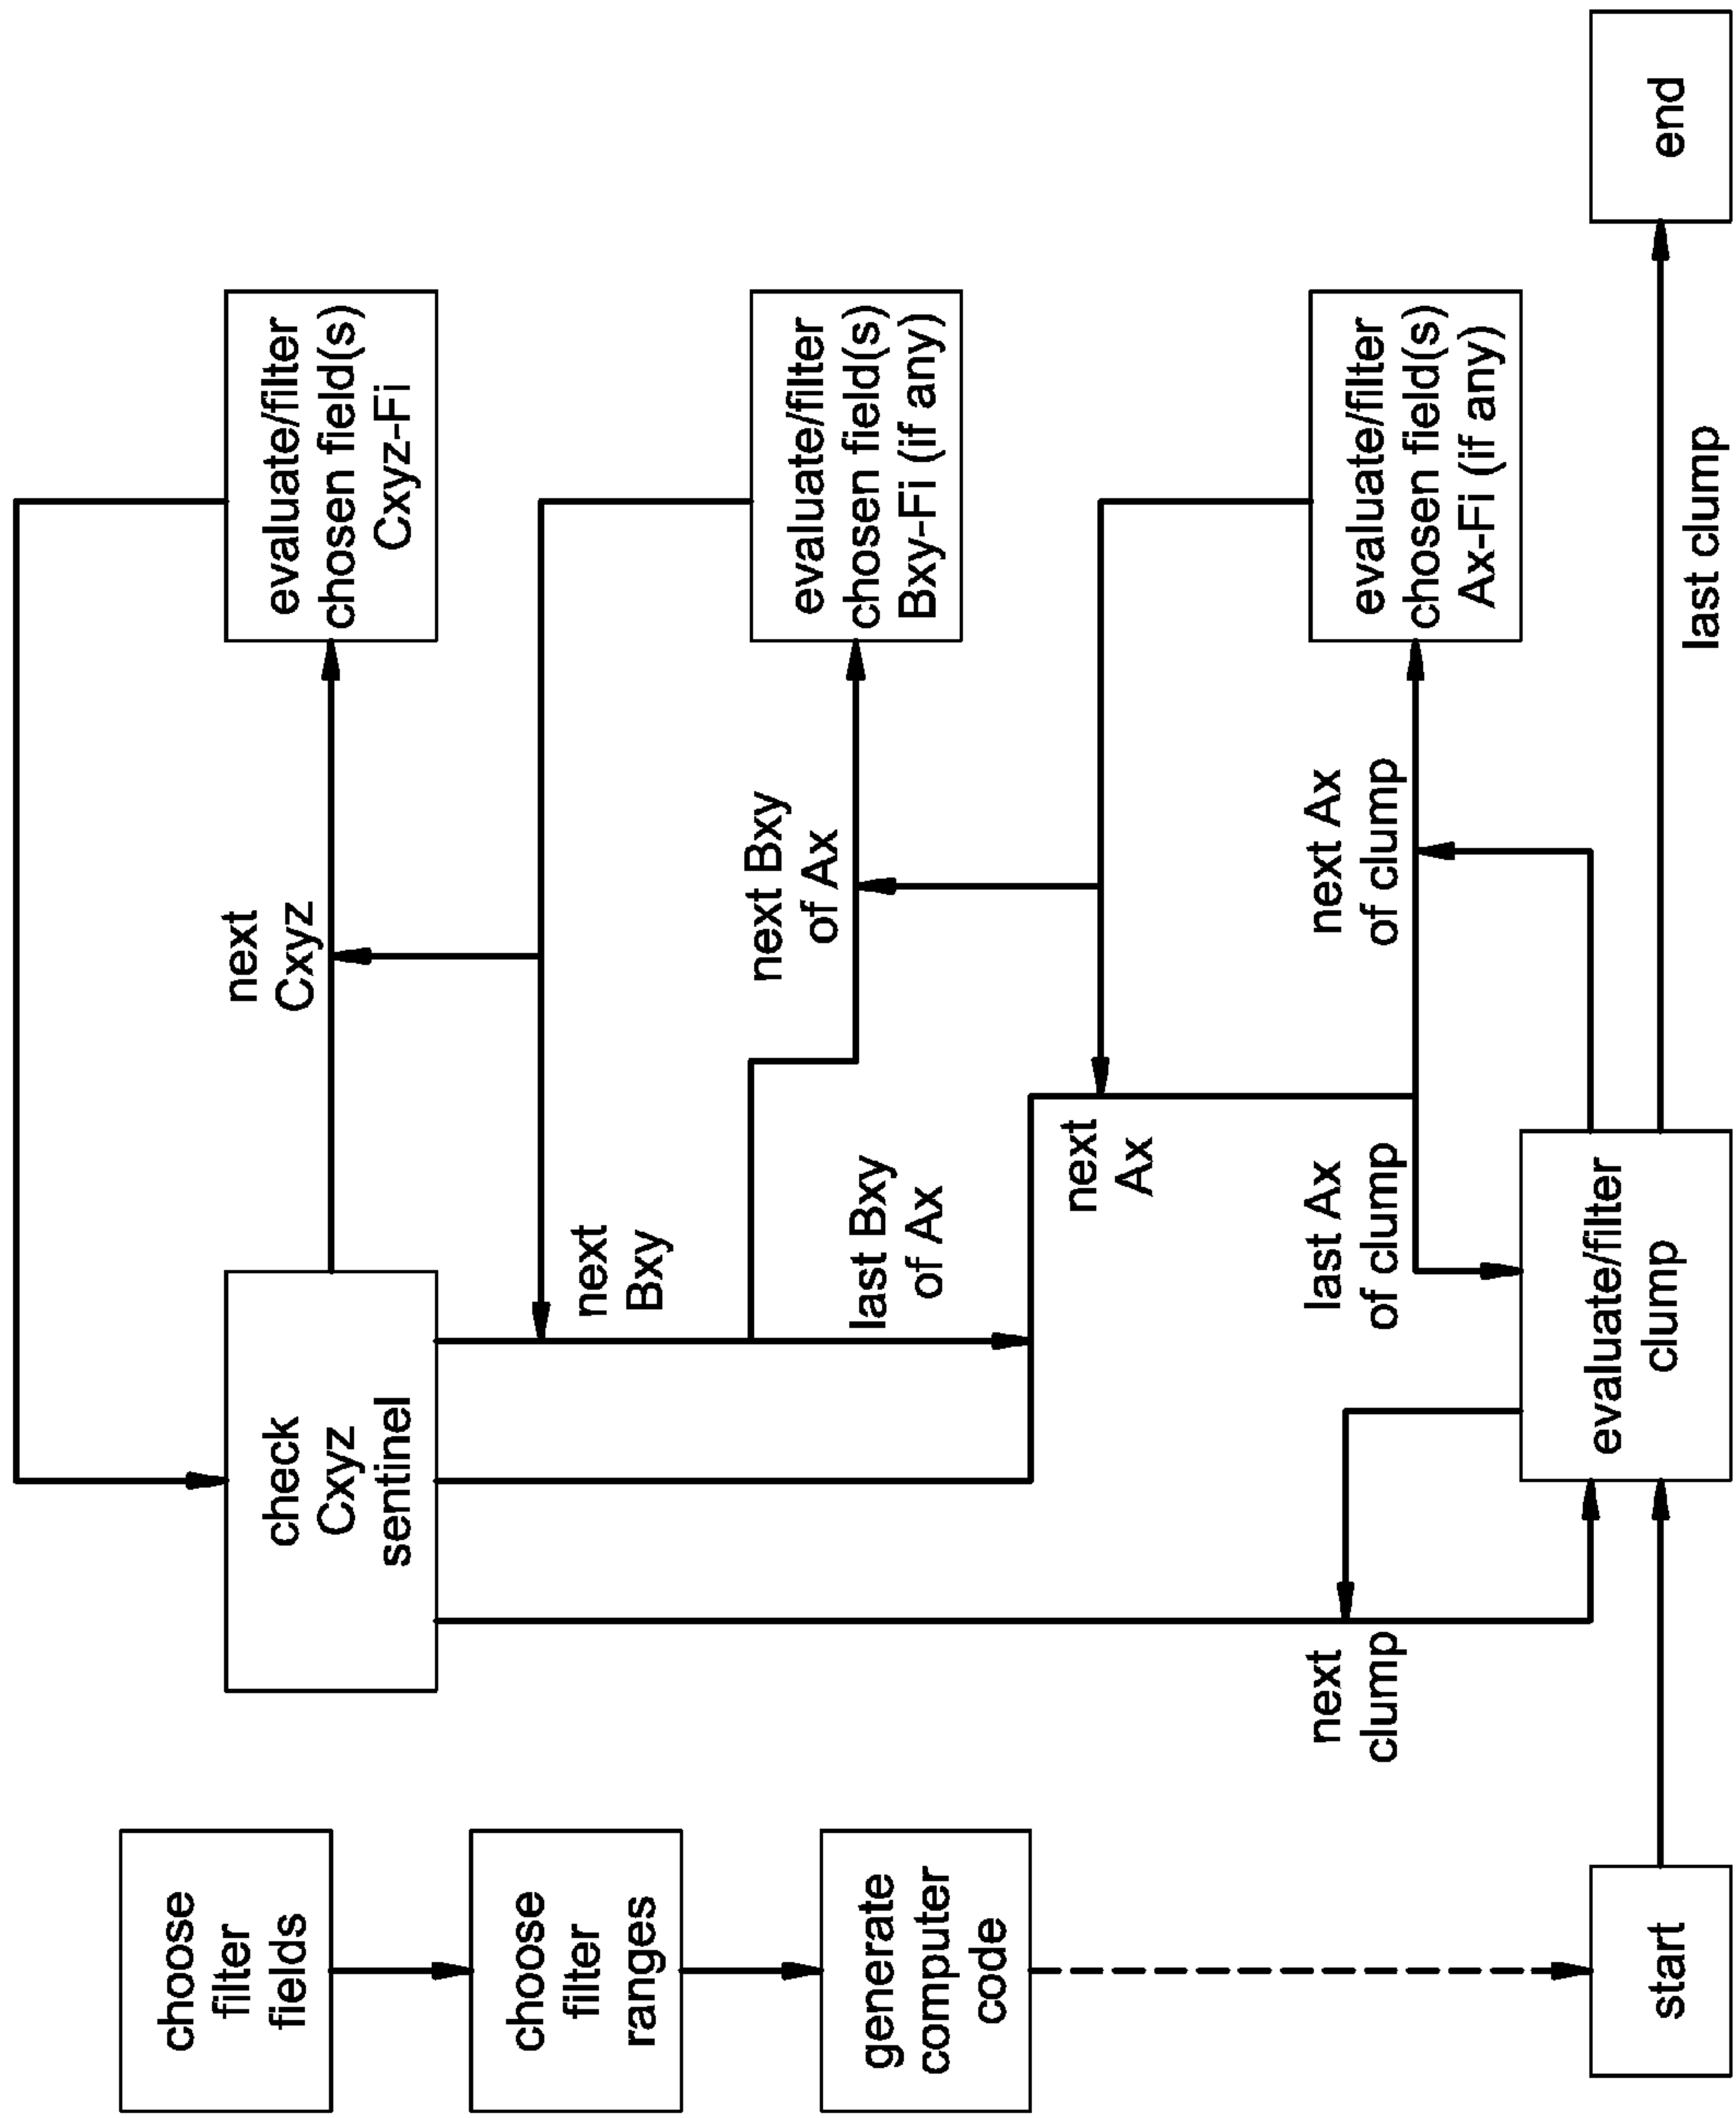 choose
filter
fields
choose
filter
ranges
generate
computer
code
start
check
Cxyz
sentinel
next
Cxyz
evaluate/filter
chosen field(s)
Cxyz-Fi
next
Bxy
next Bxy
of Ax
evaluate/filter
chosen field(s)
Bxy-Fi (if any)
last Bxy
of Ax
next
Ax
next
clump
last Ax
of clump
next Ax
of clump
evaluate/filter
chosen field(s)
Ax-Fi (if any)
evaluate/filter
clump
last clump
end